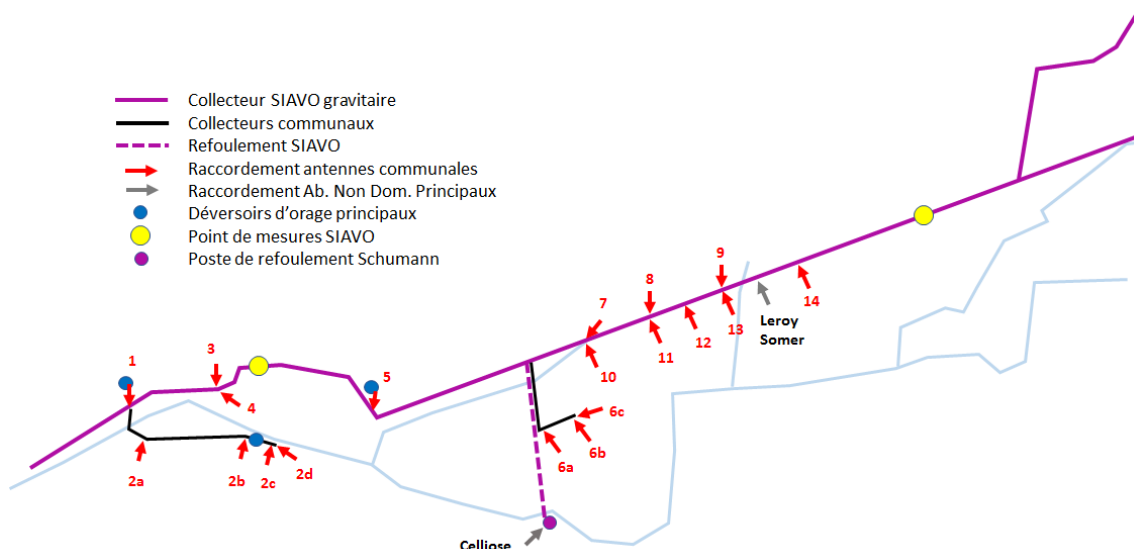 Collecteur SIAVO gravitaire
Collecteurs communaux
Refoulement SIAVO
Raccordement antennes communales
Raccordement Ab. Non Dom. Principaux
Déversoirs d'orage principaux
Point de mesures SIAVO
Poste de refoulement Schumann
9
8
7
14
13
Leroy
Somer
12
11
10
3
1
5
4
6c
6b
6a
2a
2b
2c
2d
Celliose